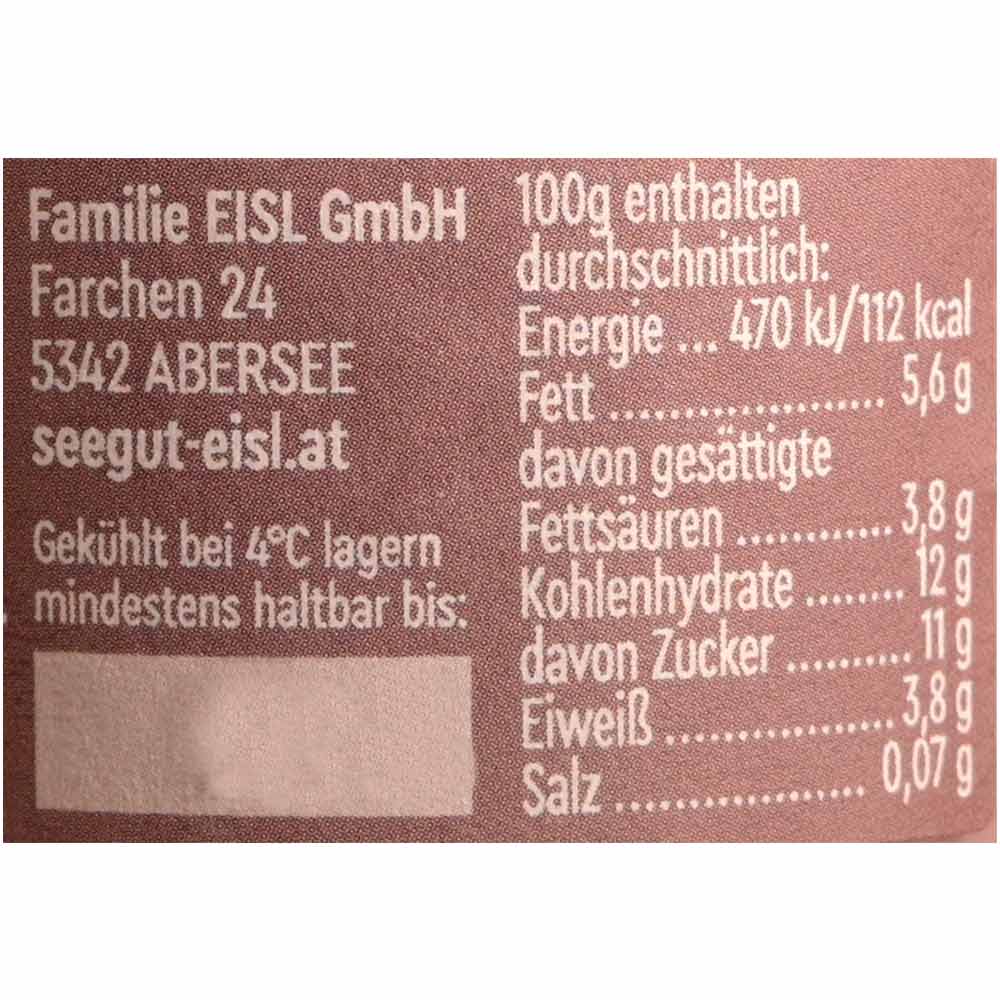 Familie EISL GmbH
Farchen 24
5342 ABERSEE
seegut-eisl.at
Gekühlt bei 4°C lagern
mindestens haltbar bis:
100g enthalten
durchschnittlich:
Energie ... 470 kJ/112 kcal
Fett ..................... 5,6 g
davon gesättigte
Fettsäuren ............ 3,8 g
Kohlenhydrate ........ 12 g
davon Zucker .......... 11 g
Eiweiß .................. 3,8 g
Salz ................... 0,07 g